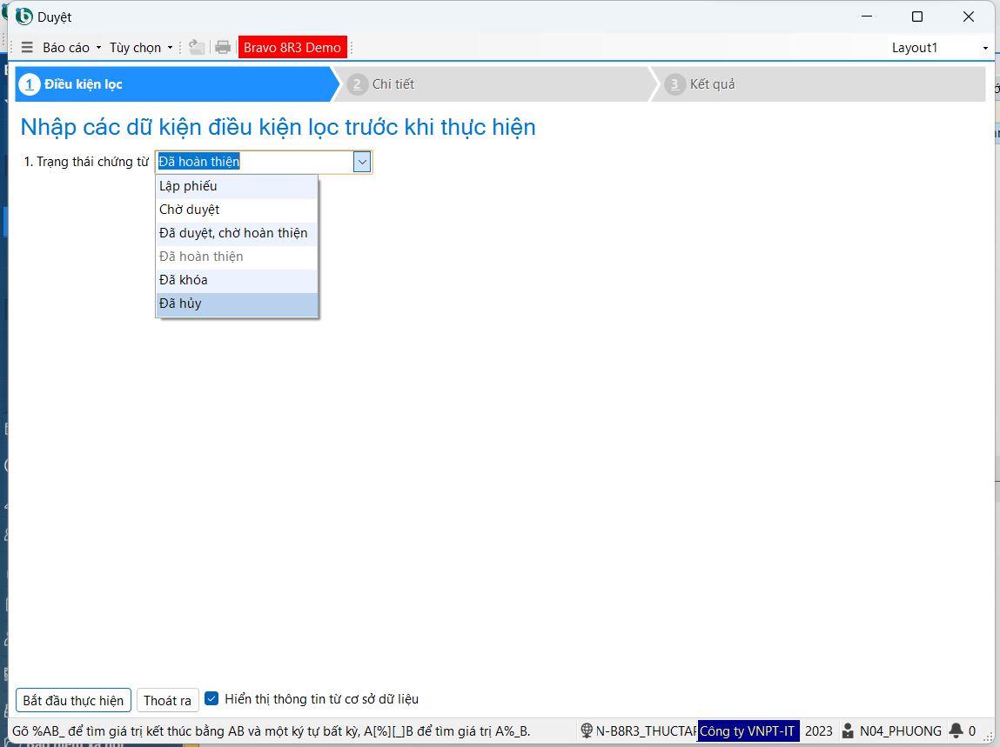 Duyệt
Báo cáo Tùy chọn Bravo 8R3 Demo Layout1
1 Điều kiện lọc 2 Chi tiết 3 Kết quả
Nhập các dữ kiện điều kiện lọc trước khi thực hiện
1. Trạng thái chứng từ Đã hoàn thiện
Lập phiếu
Chờ duyệt
Đã duyệt, chờ hoàn thiện
Đã hoàn thiện
Đã khóa
Đã hủy
Bắt đầu thực hiện Thoát ra Hiển thị thông tin từ cơ sở dữ liệu
Gõ %AB_ để tìm giá trị kết thúc bằng AB và một ký tự bất kỳ, A[%][_]B để tìm giá trị A%_B. N-B8R3_THUCTAP Công ty VNPT-IT 2023 N04_PHUONG 0